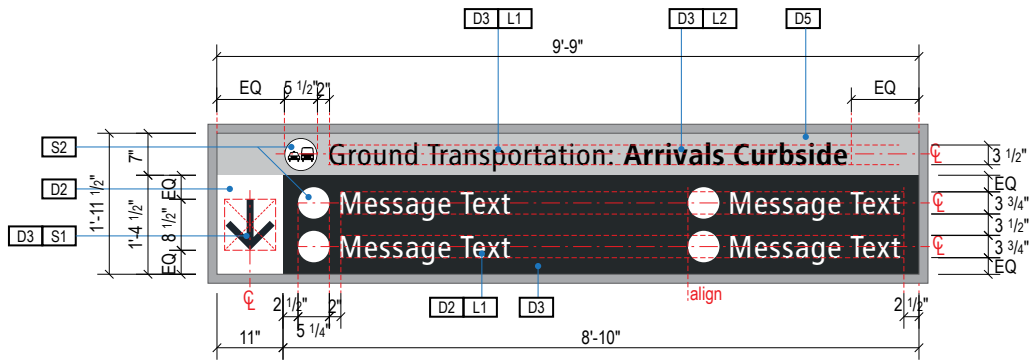 D3 L1
D3 L2
D5
9'-9"
EQ
5 1/2"
2"
EQ
S2
D2
D3 S1
1'-11 1/2"
7"
1'-4 1/2"
EQ
8 1/2"
EQ
Ground Transportation: Arrivals Curbside
Message Text
Message Text
Message Text
Message Text
CL
3 1/2"
EQ
CL
3 3/4"
3 1/2"
CL
3 3/4"
EQ
CL
2 1/2"
2"
5 1/4"
D2 L1
D3
align
2 1/2"
11"
8'-10"